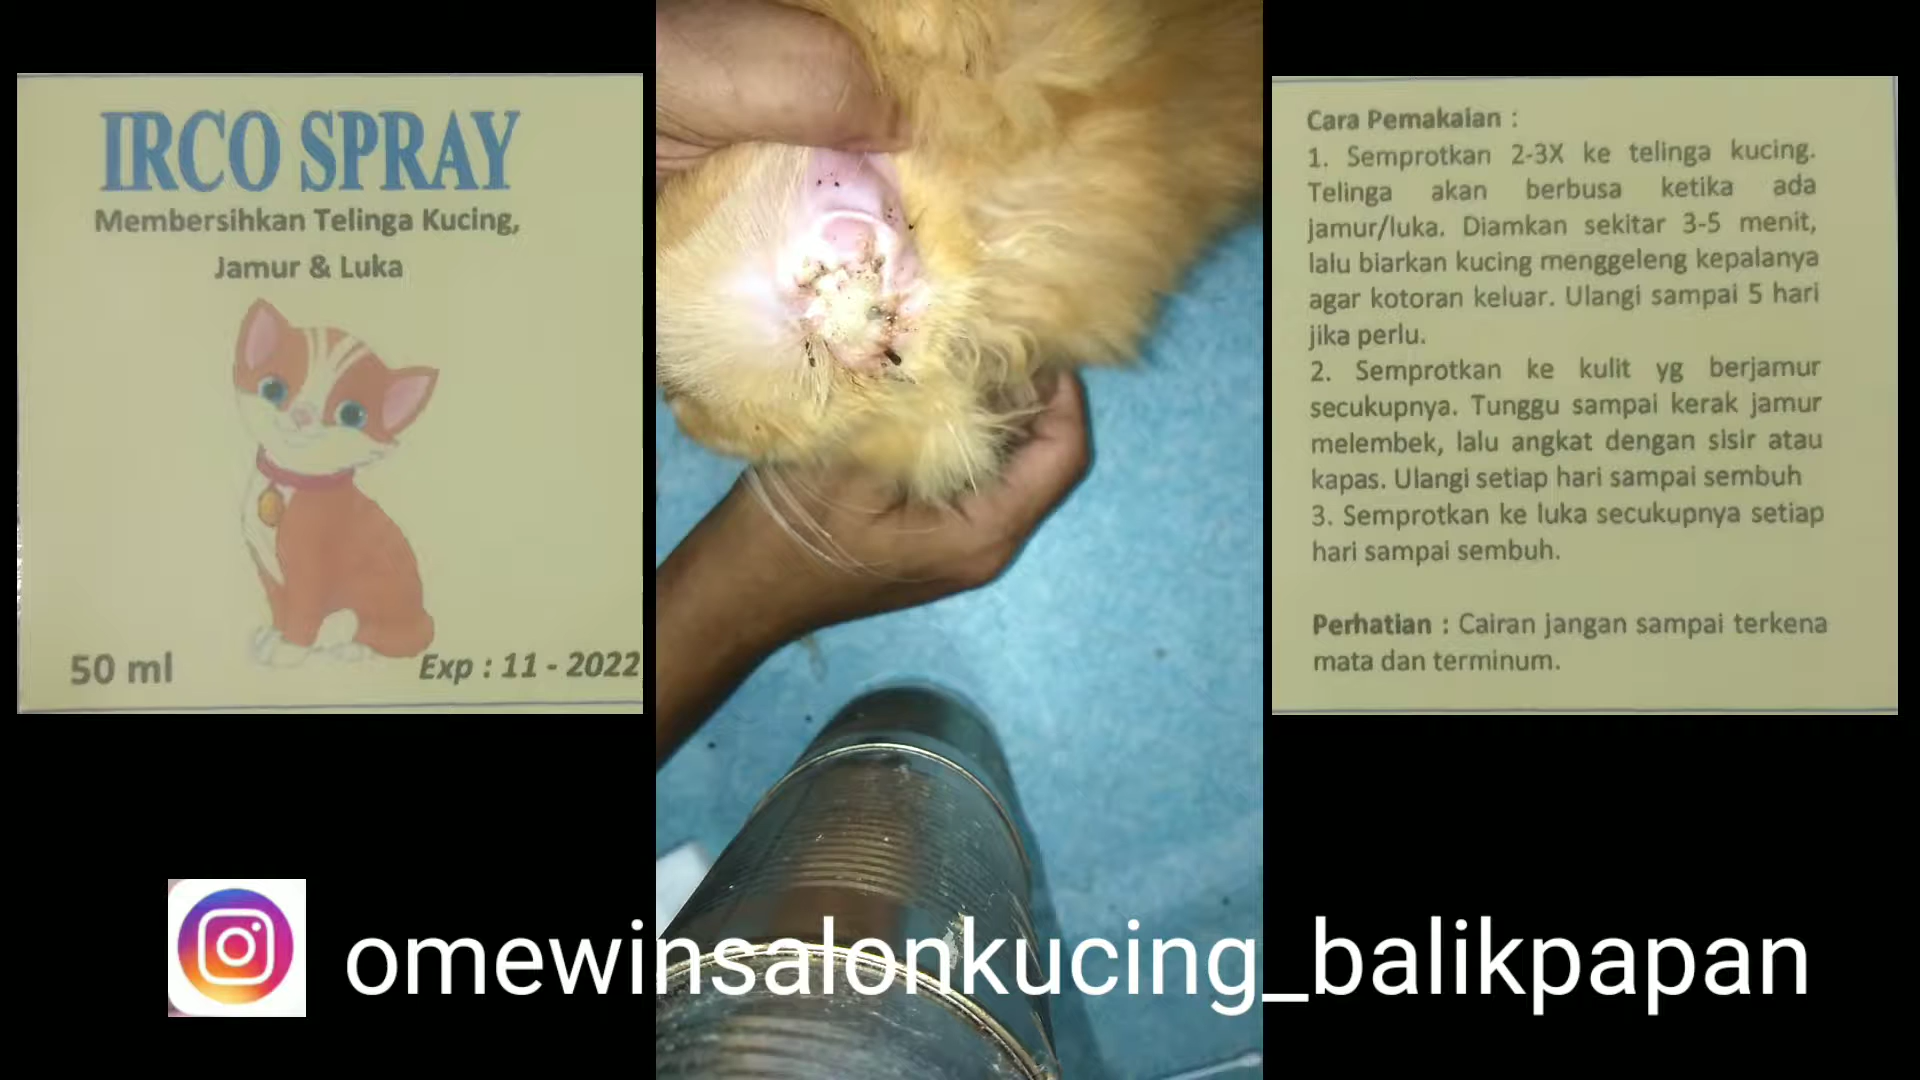 IRCO SPRAY
Membersihkan Telinga Kucing,
Jamur & Luka
50 ml
Exp : 11 - 2022
Cara Pemakaian :
1. Semprotkan 2-3X ke telinga kucing.
Telinga akan berbusa ketika ada
jamur/luka. Diamkan sekitar 3-5 menit,
lalu biarkan kucing menggeleng kepalanya
agar kotoran keluar. Ulangi sampai 5 hari
jika perlu.
2. Semprotkan ke kulit yg berjamur
secukupnya. Tunggu sampai kerak jamur
melembek, lalu angkat dengan sisir atau
kapas. Ulangi setiap hari sampai sembuh
3. Semprotkan ke luka secukupnya setiap
hari sampai sembuh.
Perhatian : Cairan jangan sampai terkena
mata dan terminum.
omewinsalonkucing_balikpapan